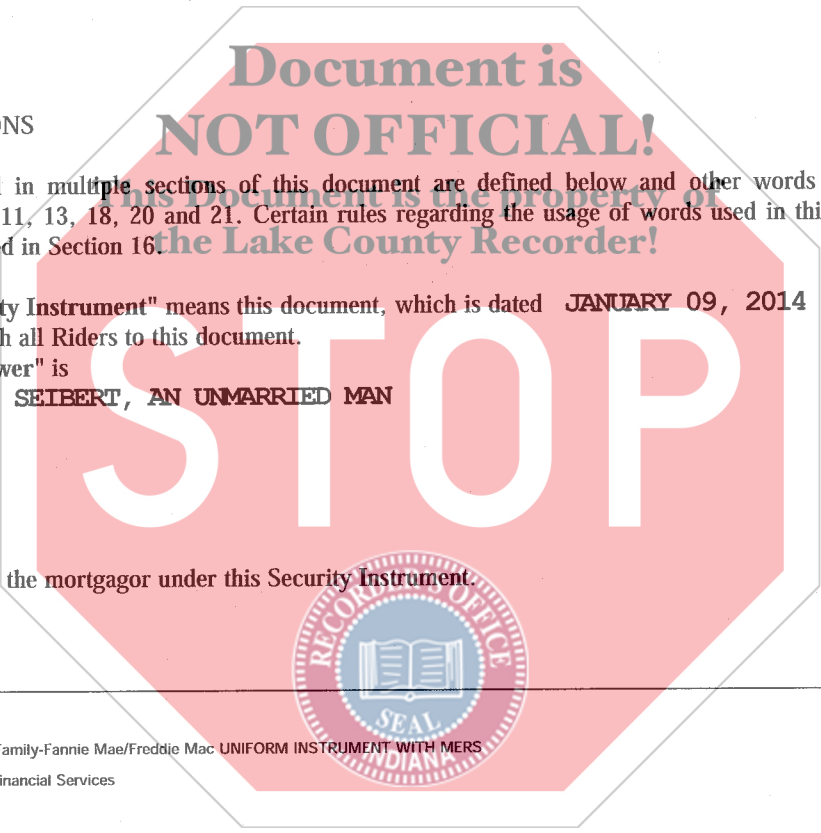 Document is
NOT OFFICIAL!
This Document is the property of
the Lake County Recorder!
NS
in multiple sections of this document are defined below and other words
11, 13, 18, 20 and 21. Certain rules regarding the usage of words used in thi
d in Section 16.
ty Instrument" means this document, which is dated JANUARY 09, 2014
h all Riders to this document.
wer" is
SEIBERT, AN UNMARRIED MAN
STOP
the mortgagor under this Security Instrument.
RECORDER'S OFFICE
SEAL
INDIANA
Family-Fannie Mae/Freddie Mac UNIFORM INSTRUMENT WITH MERS
inancial Services